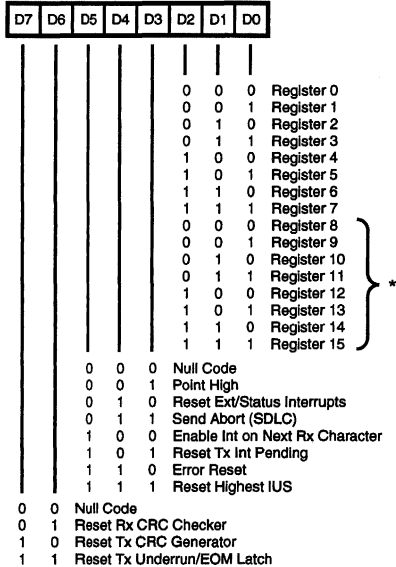 D7 D6 D5 D4 D3 D2 D1 D0
0 0 0 Register 0
0 0 1 Register 1
0 1 0 Register 2
0 1 1 Register 3
1 0 0 Register 4
1 0 1 Register 5
1 1 0 Register 6
1 1 1 Register 7
0 0 0 Register 8
0 0 1 Register 9
0 1 0 Register 10
0 1 1 Register 11
*
1 0 0 Register 12
1 0 1 Register 13
1 1 0 Register 14
1 1 1 Register 15
0 0 0 Null Code
0 0 1 Point High
0 1 0 Reset Ext/Status Interrupts
0 1 1 Send Abort (SDLC)
1 0 0 Enable Int on Next Rx Character
1 0 1 Reset Tx Int Pending
1 1 0 Error Reset
1 1 1 Reset Highest IUS
0 0 Null Code
0 1 Reset Rx CRC Checker
1 0 Reset Tx CRC Generator
1 1 Reset Tx Underrun/EOM Latch